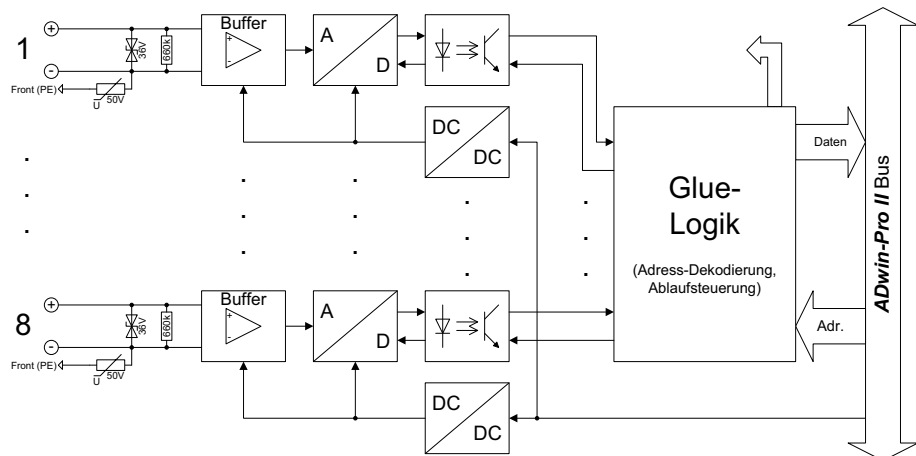 1
+
-
Front (PE)
36V
660k
U
50V
Buffer
+
-
A
D
DC
DC
Glue-
Logik
(Adress-Dekodierung,
Ablaufsteuerung)
Daten
Adr.
ADwin-Pro II Bus
8
+
-
Front (PE)
36V
660k
U
50V
Buffer
+
-
A
D
DC
DC